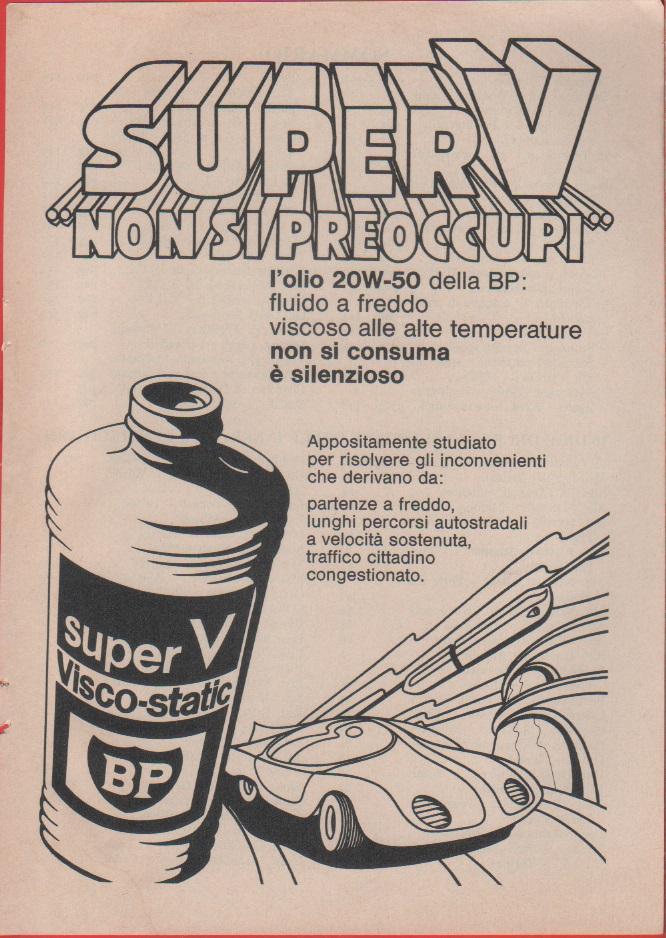 SUPER V
NON SI PREOCCUPI
l'olio 20W-50 della BP:
fluido a freddo
viscoso alle alte temperature
non si consuma
è silenzioso
Appositamente studiato
per risolvere gli inconvenienti
che derivano da:
partenze a freddo,
lunghi percorsi autostradali
a velocità sostenuta,
traffico cittadino
congestionato.
super V
Visco-static
BP